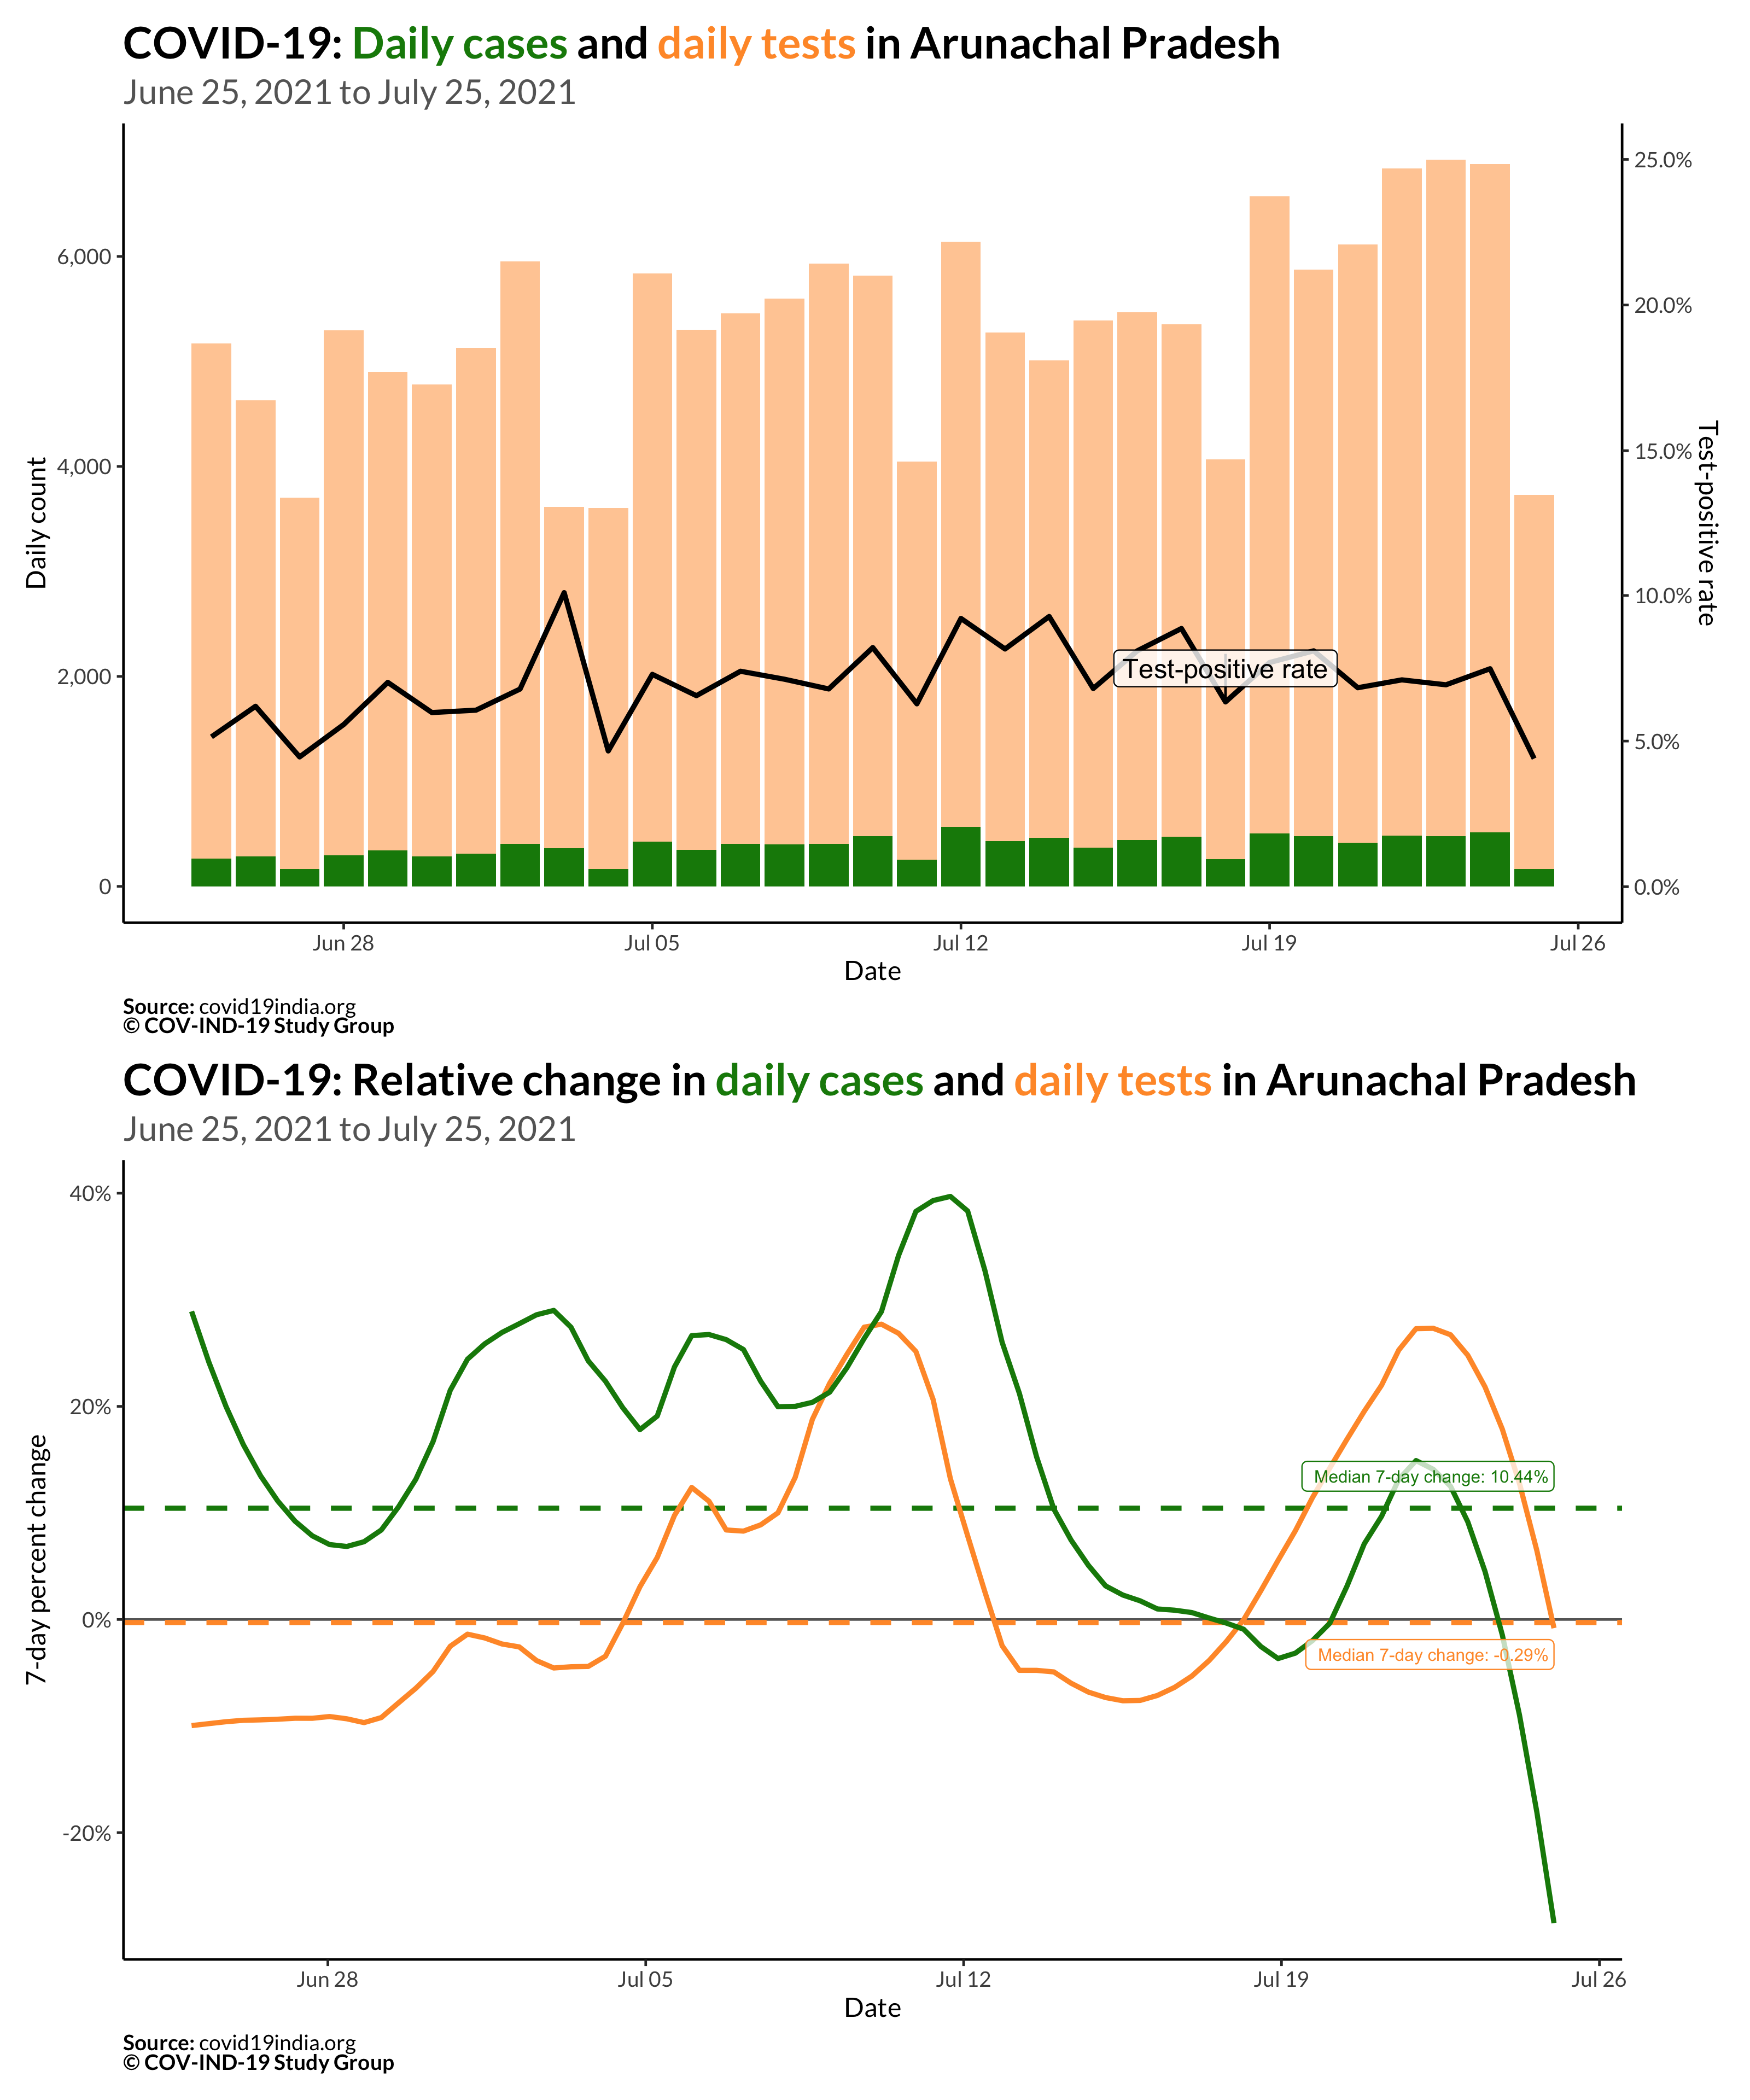 COVID-19: Daily cases and daily tests in Arunachal Pradesh
June 25, 2021 to July 25, 2021
Daily count
6,000
4,000
2,000
0
25.0%
20.0%
15.0%
10.0%
5.0%
0.0%
Test-positive rate
Test-positive rate
Jun 28
Jul 05
Jul 12
Jul 19
Jul 26
Date
Source: covid19india.org
© COV-IND-19 Study Group
COVID-19: Relative change in daily cases and daily tests in Arunachal Pradesh
June 25, 2021 to July 25, 2021
7-day percent change
40%
20%
0%
-20%
Median 7-day change: 10.44%
Median 7-day change: -0.29%
Jun 28
Jul 05
Jul 12
Jul 19
Jul 26
Date
Source: covid19india.org
© COV-IND-19 Study Group